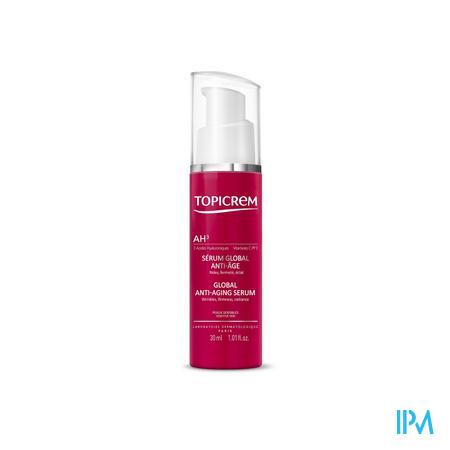 TOPICREM
AH³
3 Acides Hyaluroniques Vitamines C, PP, E
SÉRUM GLOBAL
ANTI-ÂGE
Rides, fermeté, éclat
GLOBAL
ANTI-AGING SERUM
Wrinkles, firmness, radiance
PEAUX SENSIBLES
SENSITIVE SKIN
LABORATOIRE DERMATOLOGIQUE
PARIS
30 ml 1.01 fl.oz.
IPM